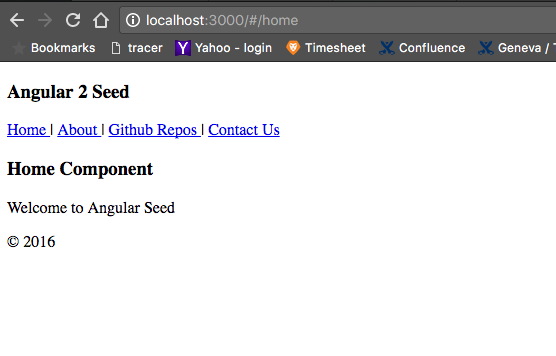 localhost:3000/#/home
Bookmarks tracer Yahoo - login Timesheet Confluence Geneva /
Angular 2 Seed
Home | About | Github Repos | Contact Us
Home Component
Welcome to Angular Seed
© 2016